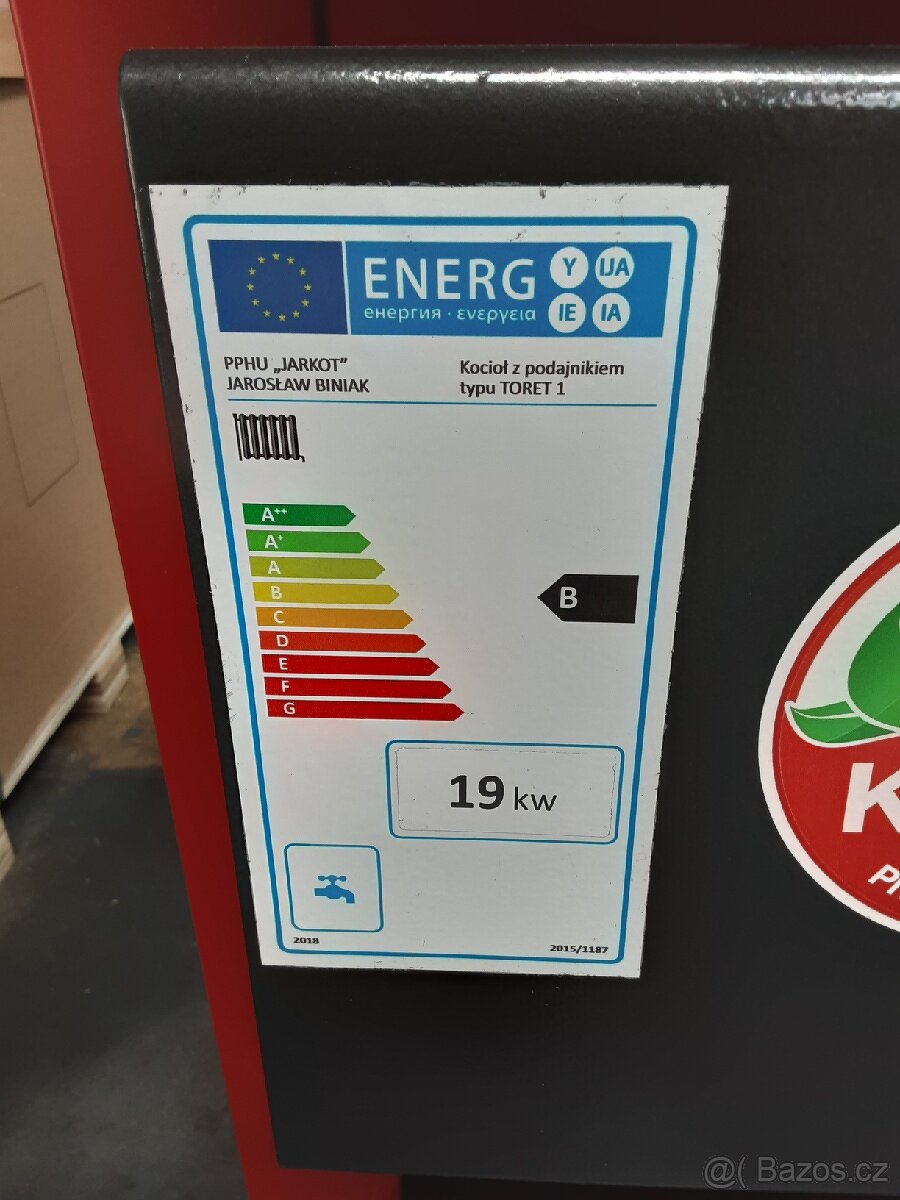 ENERG Y IJA
енергия · ενεργεια IE IA
PPHU „JARKOT”
JAROSŁAW BINIAK
Kocioł z podajnikiem
typu TORET 1
A++
A+
A
B
C
D
E
F
G
B
19 kw
2018
2015/1187
@( Bazos.cz